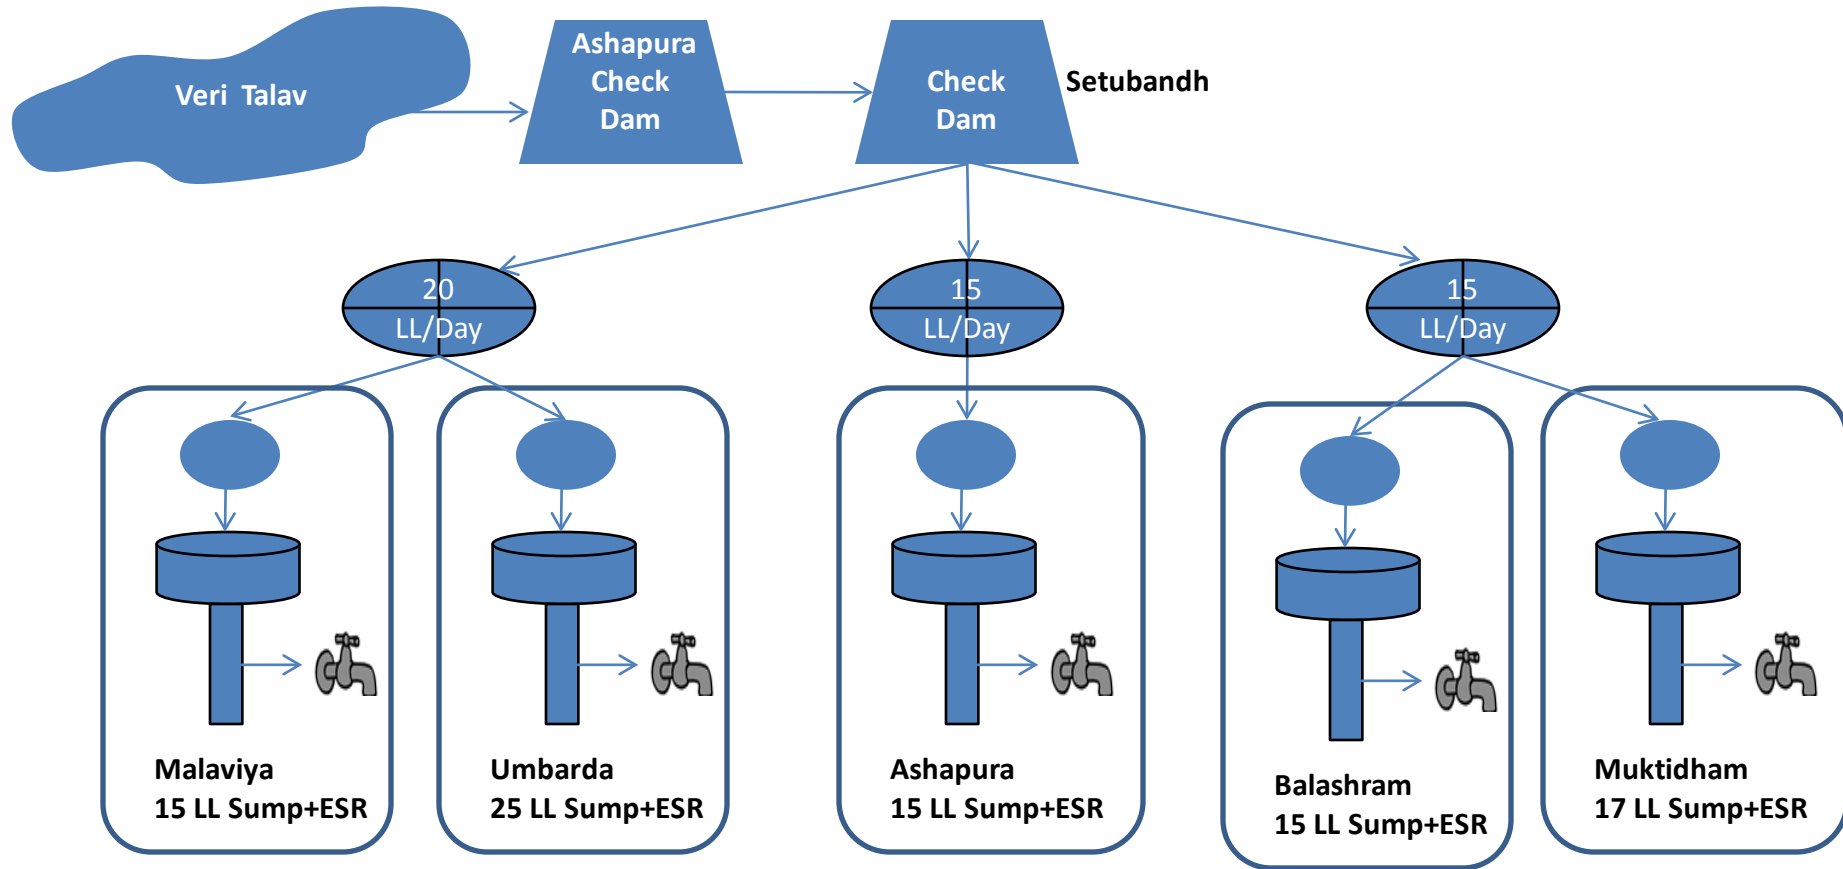 Veri Talav
Ashapura
Check
Dam
Check
Dam
Setubandh
20
LL/Day
15
LL/Day
15
LL/Day
Malaviya
15 LL Sump+ESR
Umbarda
25 LL Sump+ESR
Ashapura
15 LL Sump+ESR
Balashram
15 LL Sump+ESR
Muktidham
17 LL Sump+ESR